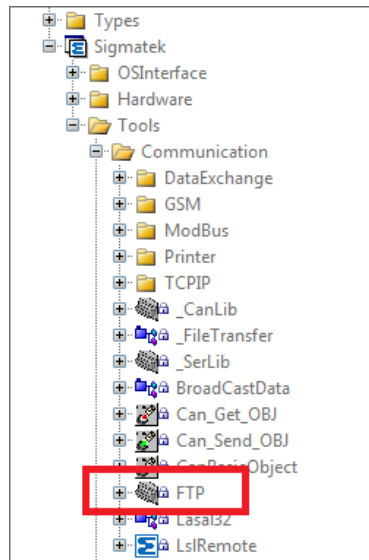 Types
Sigmatek
OSInterface
Hardware
Tools
Communication
DataExchange
GSM
ModBus
Printer
TCPIP
_CanLib
_FileTransfer
_SerLib
BroadCastData
Can_Get_OBJ
Can_Send_OBJ
CanBasicObject
FTP
Lasal32
LslRemote